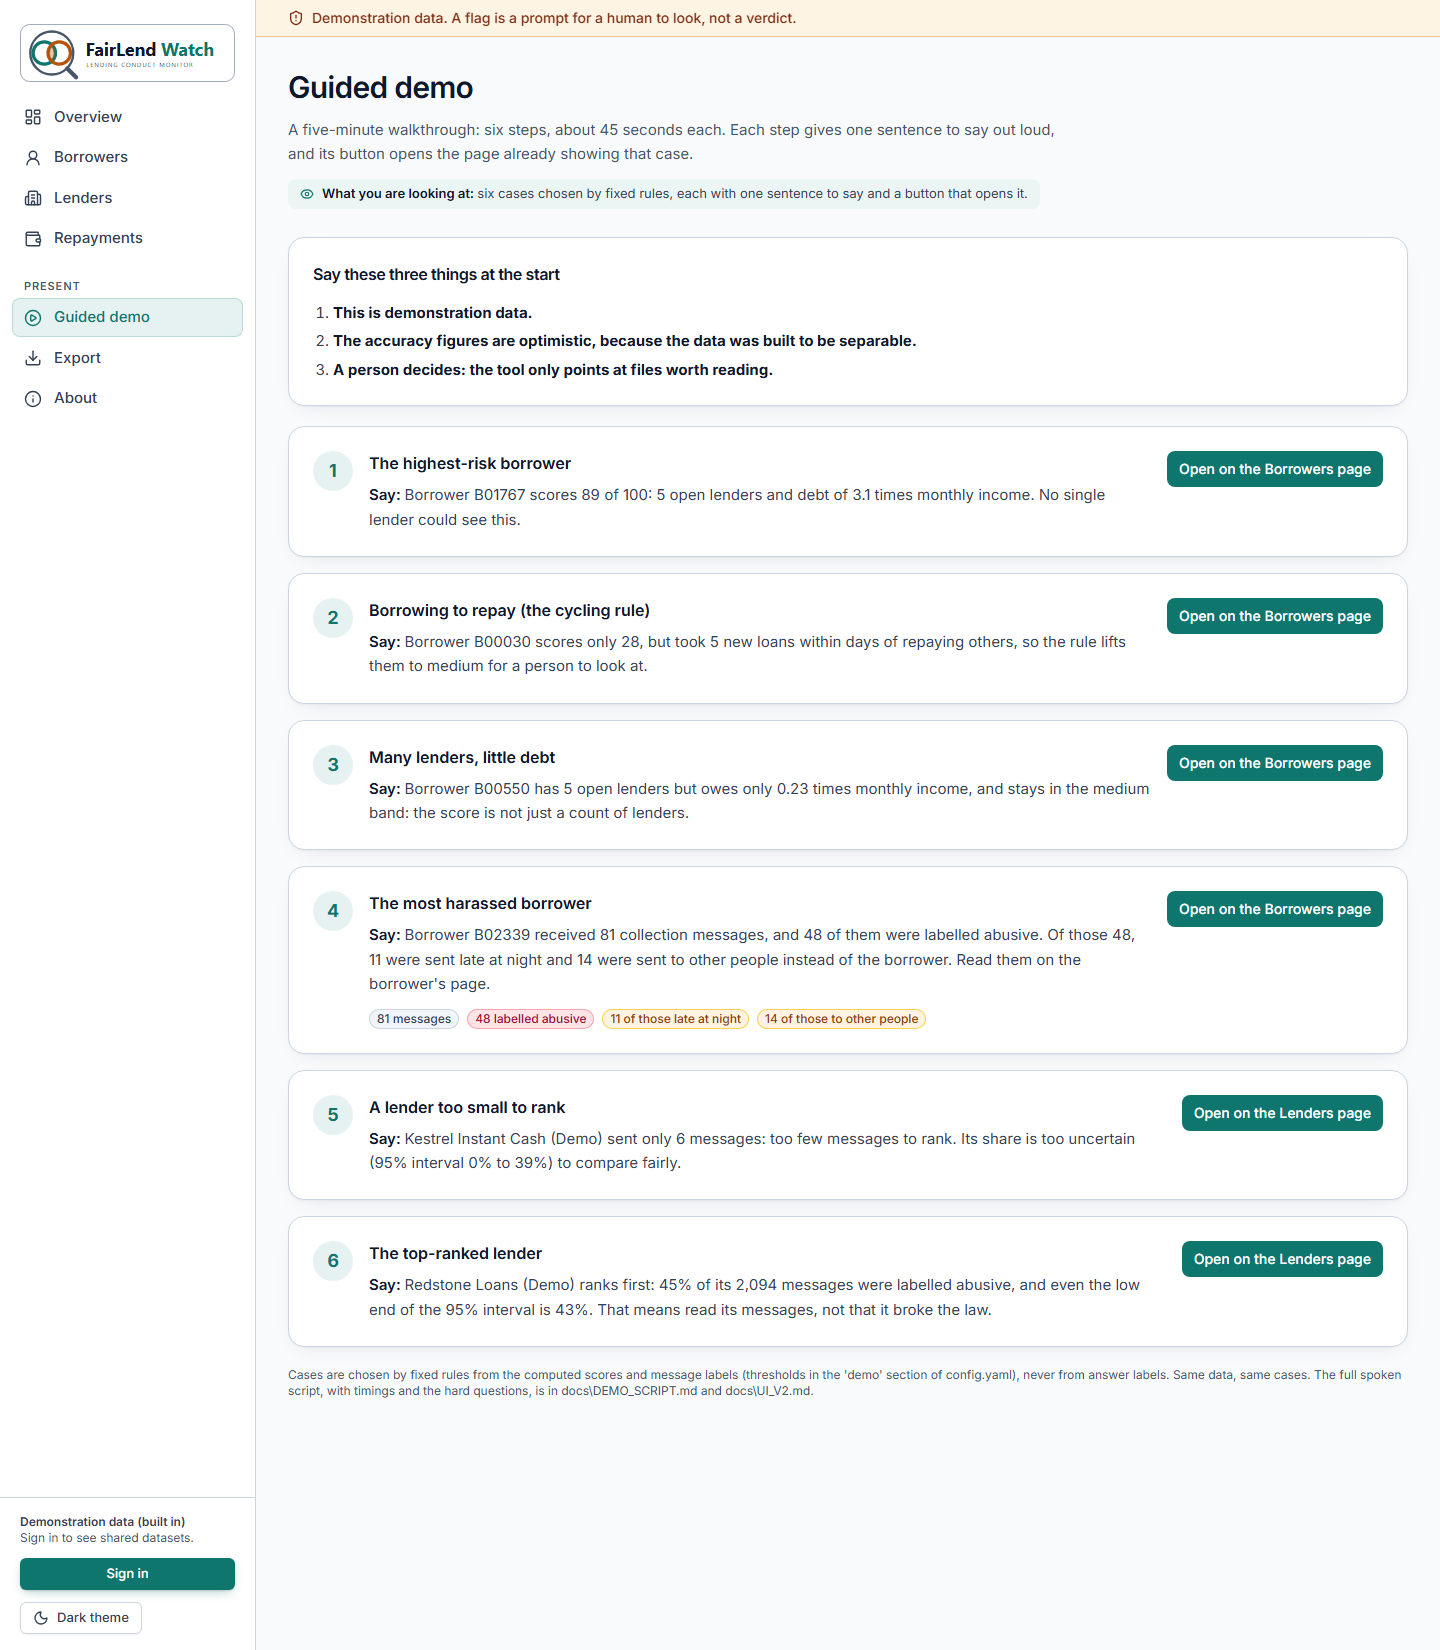 FairLend Watch
LENDING CONDUCT MONITOR
Overview
Borrowers
Lenders
Repayments
PRESENT
Guided demo
Export
About
Demonstration data (built in)
Sign in to see shared datasets.
Sign in
Dark theme
Demonstration data. A flag is a prompt for a human to look, not a verdict.
Guided demo
A five-minute walkthrough: six steps, about 45 seconds each. Each step gives one sentence to say out loud,
and its button opens the page already showing that case.
What you are looking at: six cases chosen by fixed rules, each with one sentence to say and a button that opens it.
Say these three things at the start
1. This is demonstration data.
2. The accuracy figures are optimistic, because the data was built to be separable.
3. A person decides: the tool only points at files worth reading.
1
The highest-risk borrower
Say: Borrower B01767 scores 89 of 100: 5 open lenders and debt of 3.1 times monthly income. No single
lender could see this.
Open on the Borrowers page
2
Borrowing to repay (the cycling rule)
Say: Borrower B00030 scores only 28, but took 5 new loans within days of repaying others, so the rule lifts
them to medium for a person to look at.
Open on the Borrowers page
3
Many lenders, little debt
Say: Borrower B00550 has 5 open lenders but owes only 0.23 times monthly income, and stays in the medium
band: the score is not just a count of lenders.
Open on the Borrowers page
4
The most harassed borrower
Say: Borrower B02339 received 81 collection messages, and 48 of them were labelled abusive. Of those 48,
11 were sent late at night and 14 were sent to other people instead of the borrower. Read them on the
borrower's page.
81 messages
48 labelled abusive
11 of those late at night
14 of those to other people
Open on the Borrowers page
5
A lender too small to rank
Say: Kestrel Instant Cash (Demo) sent only 6 messages: too few messages to rank. Its share is too uncertain
(95% interval 0% to 39%) to compare fairly.
Open on the Lenders page
6
The top-ranked lender
Say: Redstone Loans (Demo) ranks first: 45% of its 2,094 messages were labelled abusive, and even the low
end of the 95% interval is 43%. That means read its messages, not that it broke the law.
Open on the Lenders page
Cases are chosen by fixed rules from the computed scores and message labels (thresholds in the 'demo' section of config.yaml), never from answer labels. Same data, same cases. The full spoken
script, with timings and the hard questions, is in docs\DEMO_SCRIPT.md and docs\UI_V2.md.